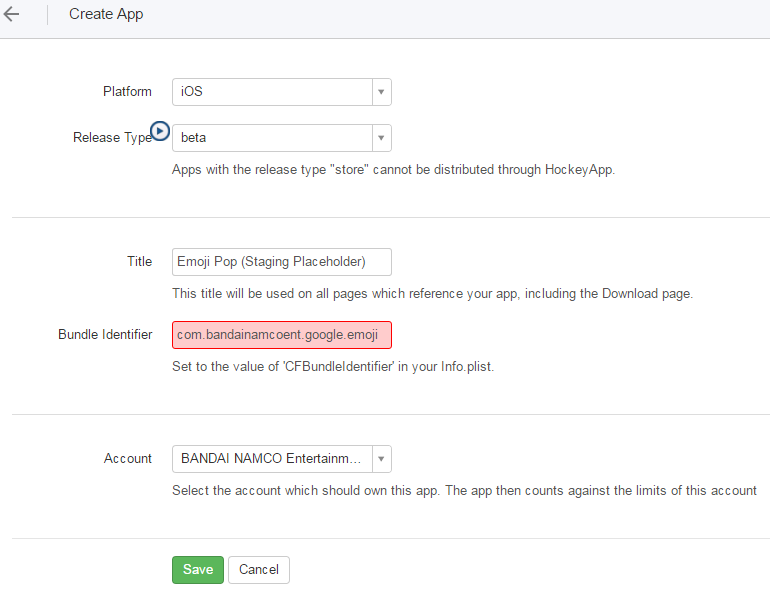 Create App
Platform iOS
Release Type beta
Apps with the release type "store" cannot be distributed through HockeyApp.
Title Emoji Pop (Staging Placeholder)
This title will be used on all pages which reference your app, including the Download page.
Bundle Identifier com.bandainamcoent.google.emoji
Set to the value of 'CFBundleIdentifier' in your Info.plist.
Account BANDAI NAMCO Entertainm...
Select the account which should own this app. The app then counts against the limits of this account
Save Cancel